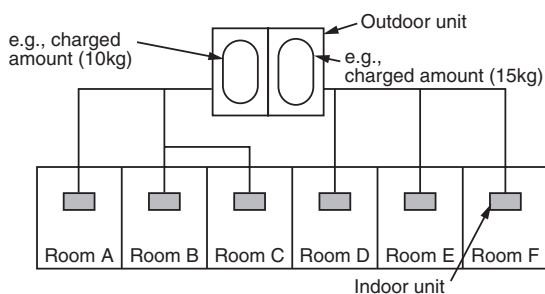 Outdoor unit
e.g., charged
amount (10kg)
e.g.,
charged amount (15kg)
Room A Room B Room C Room D Room E Room F
Indoor unit